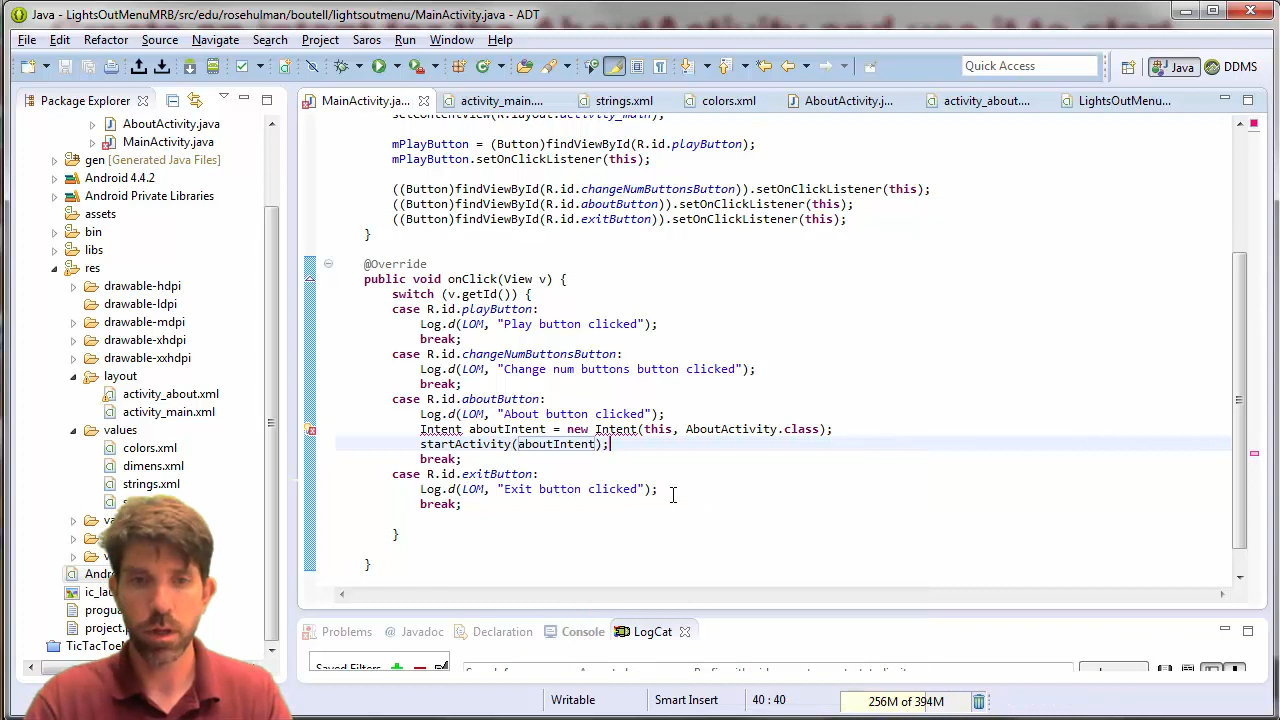 Java - LightsOutMenuMRB/src/edu/rosehulman/boutell/lightsoutmenu/MainActivity.java - ADT
File Edit Refactor Source Navigate Search Project Saros Run Window Help
Quick Access
Java
DDMS
Package Explorer
AboutActivity.java
MainActivity.java
gen [Generated Java Files]
Android 4.4.2
Android Private Libraries
assets
bin
libs
res
drawable-hdpi
drawable-ldpi
drawable-mdpi
drawable-xhdpi
drawable-xxhdpi
layout
activity_about.xml
activity_main.xml
values
colors.xml
dimens.xml
strings.xml
project.
TicTacToe
MainActivity.ja...
activity_main....
strings.xml
colors.xml
AboutActivity.j...
activity_about....
LightsOutMenu...
setContentView(R.layout.activity_main);
mPlayButton = (Button)findViewById(R.id.playButton);
mPlayButton.setOnClickListener(this);
((Button)findViewById(R.id.changeNumButtonsButton)).setOnClickListener(this);
((Button)findViewById(R.id.aboutButton)).setOnClickListener(this);
((Button)findViewById(R.id.exitButton)).setOnClickListener(this);
}
@Override
public void onClick(View v) {
switch (v.getId()) {
case R.id.playButton:
Log.d(LOM, "Play button clicked");
break;
case R.id.changeNumButtonsButton:
Log.d(LOM, "Change num buttons button clicked");
break;
case R.id.aboutButton:
Log.d(LOM, "About button clicked");
Intent aboutIntent = new Intent(this, AboutActivity.class);
startActivity(aboutIntent);
break;
case R.id.exitButton:
Log.d(LOM, "Exit button clicked");
break;
}
}
Problems
Javadoc
Declaration
Console
LogCat
Saved Filters
Writable
Smart Insert
40 : 40
256M of 394M